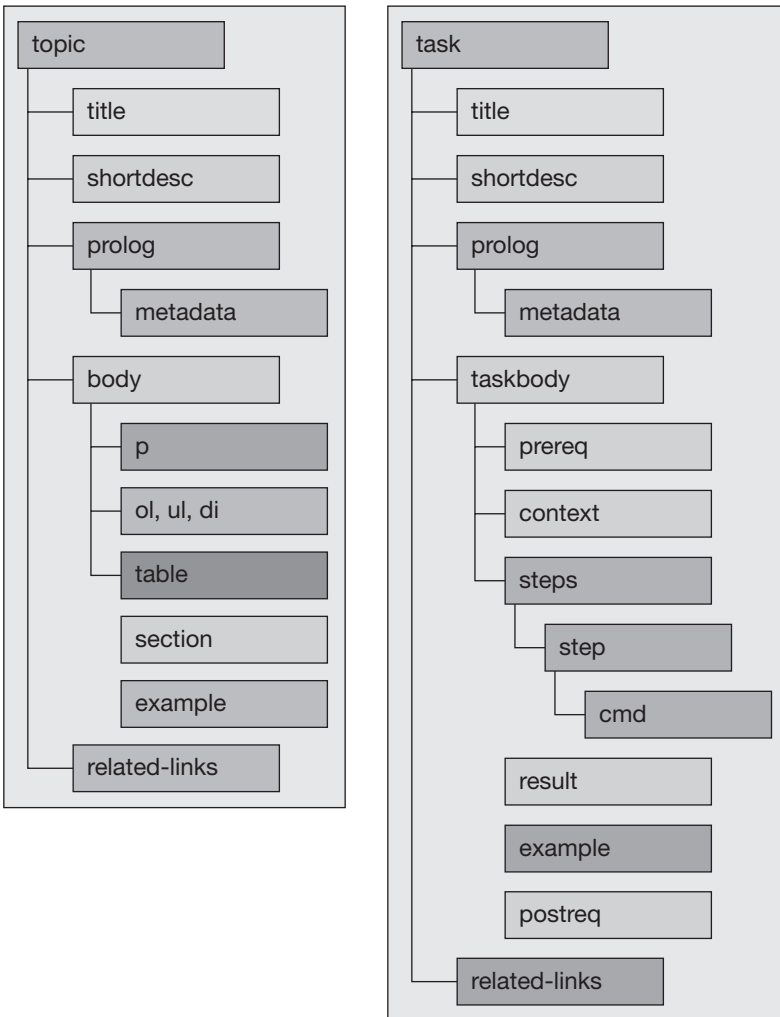 topic
title
shortdesc
prolog
metadata
body
p
ol, ul, di
table
section
example
related-links
task
title
shortdesc
prolog
metadata
taskbody
prereq
context
steps
step
cmd
result
example
postreq
related-links